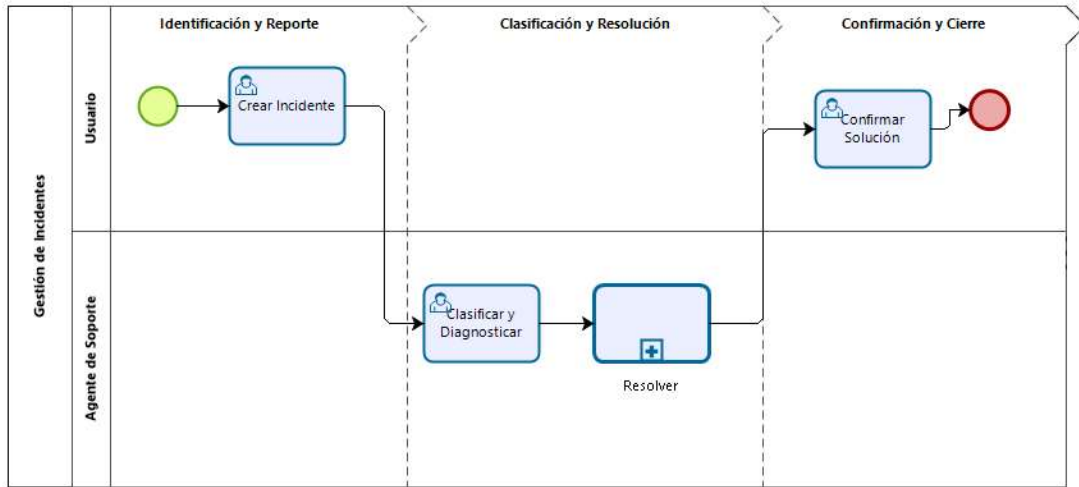 Identificación y Reporte
Clasificación y Resolución
Confirmación y Cierre
Gestión de Incidentes
Usuario
Crear Incidente
Confirmar
Solución
Agente de Soporte
Clasificar y
Diagnosticar
Resolver